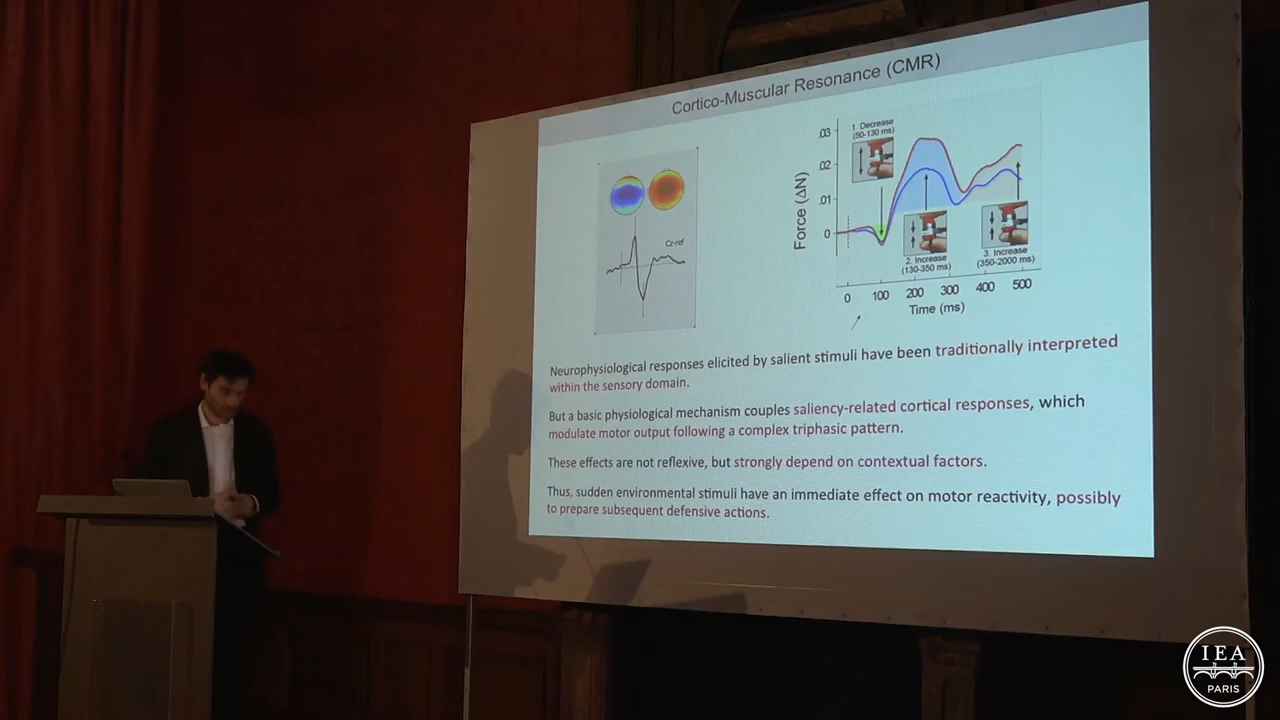 Cortico-Muscular Resonance (CMR)
Cz-ref
Force (ΔN)
.03
.02
.01
0
1. Decrease
(50-130 ms)
2. Increase
(130-350 ms)
3. Increase
(350-2000 ms)
0 100 200 300 400 500
Time (ms)
Neurophysiological responses elicited by salient stimuli have been traditionally interpreted
within the sensory domain.
But a basic physiological mechanism couples saliency-related cortical responses, which
modulate motor output following a complex triphasic pattern.
These effects are not reflexive, but strongly depend on contextual factors.
Thus, sudden environmental stimuli have an immediate effect on motor reactivity, possibly
to prepare subsequent defensive actions.
IEA
PARIS